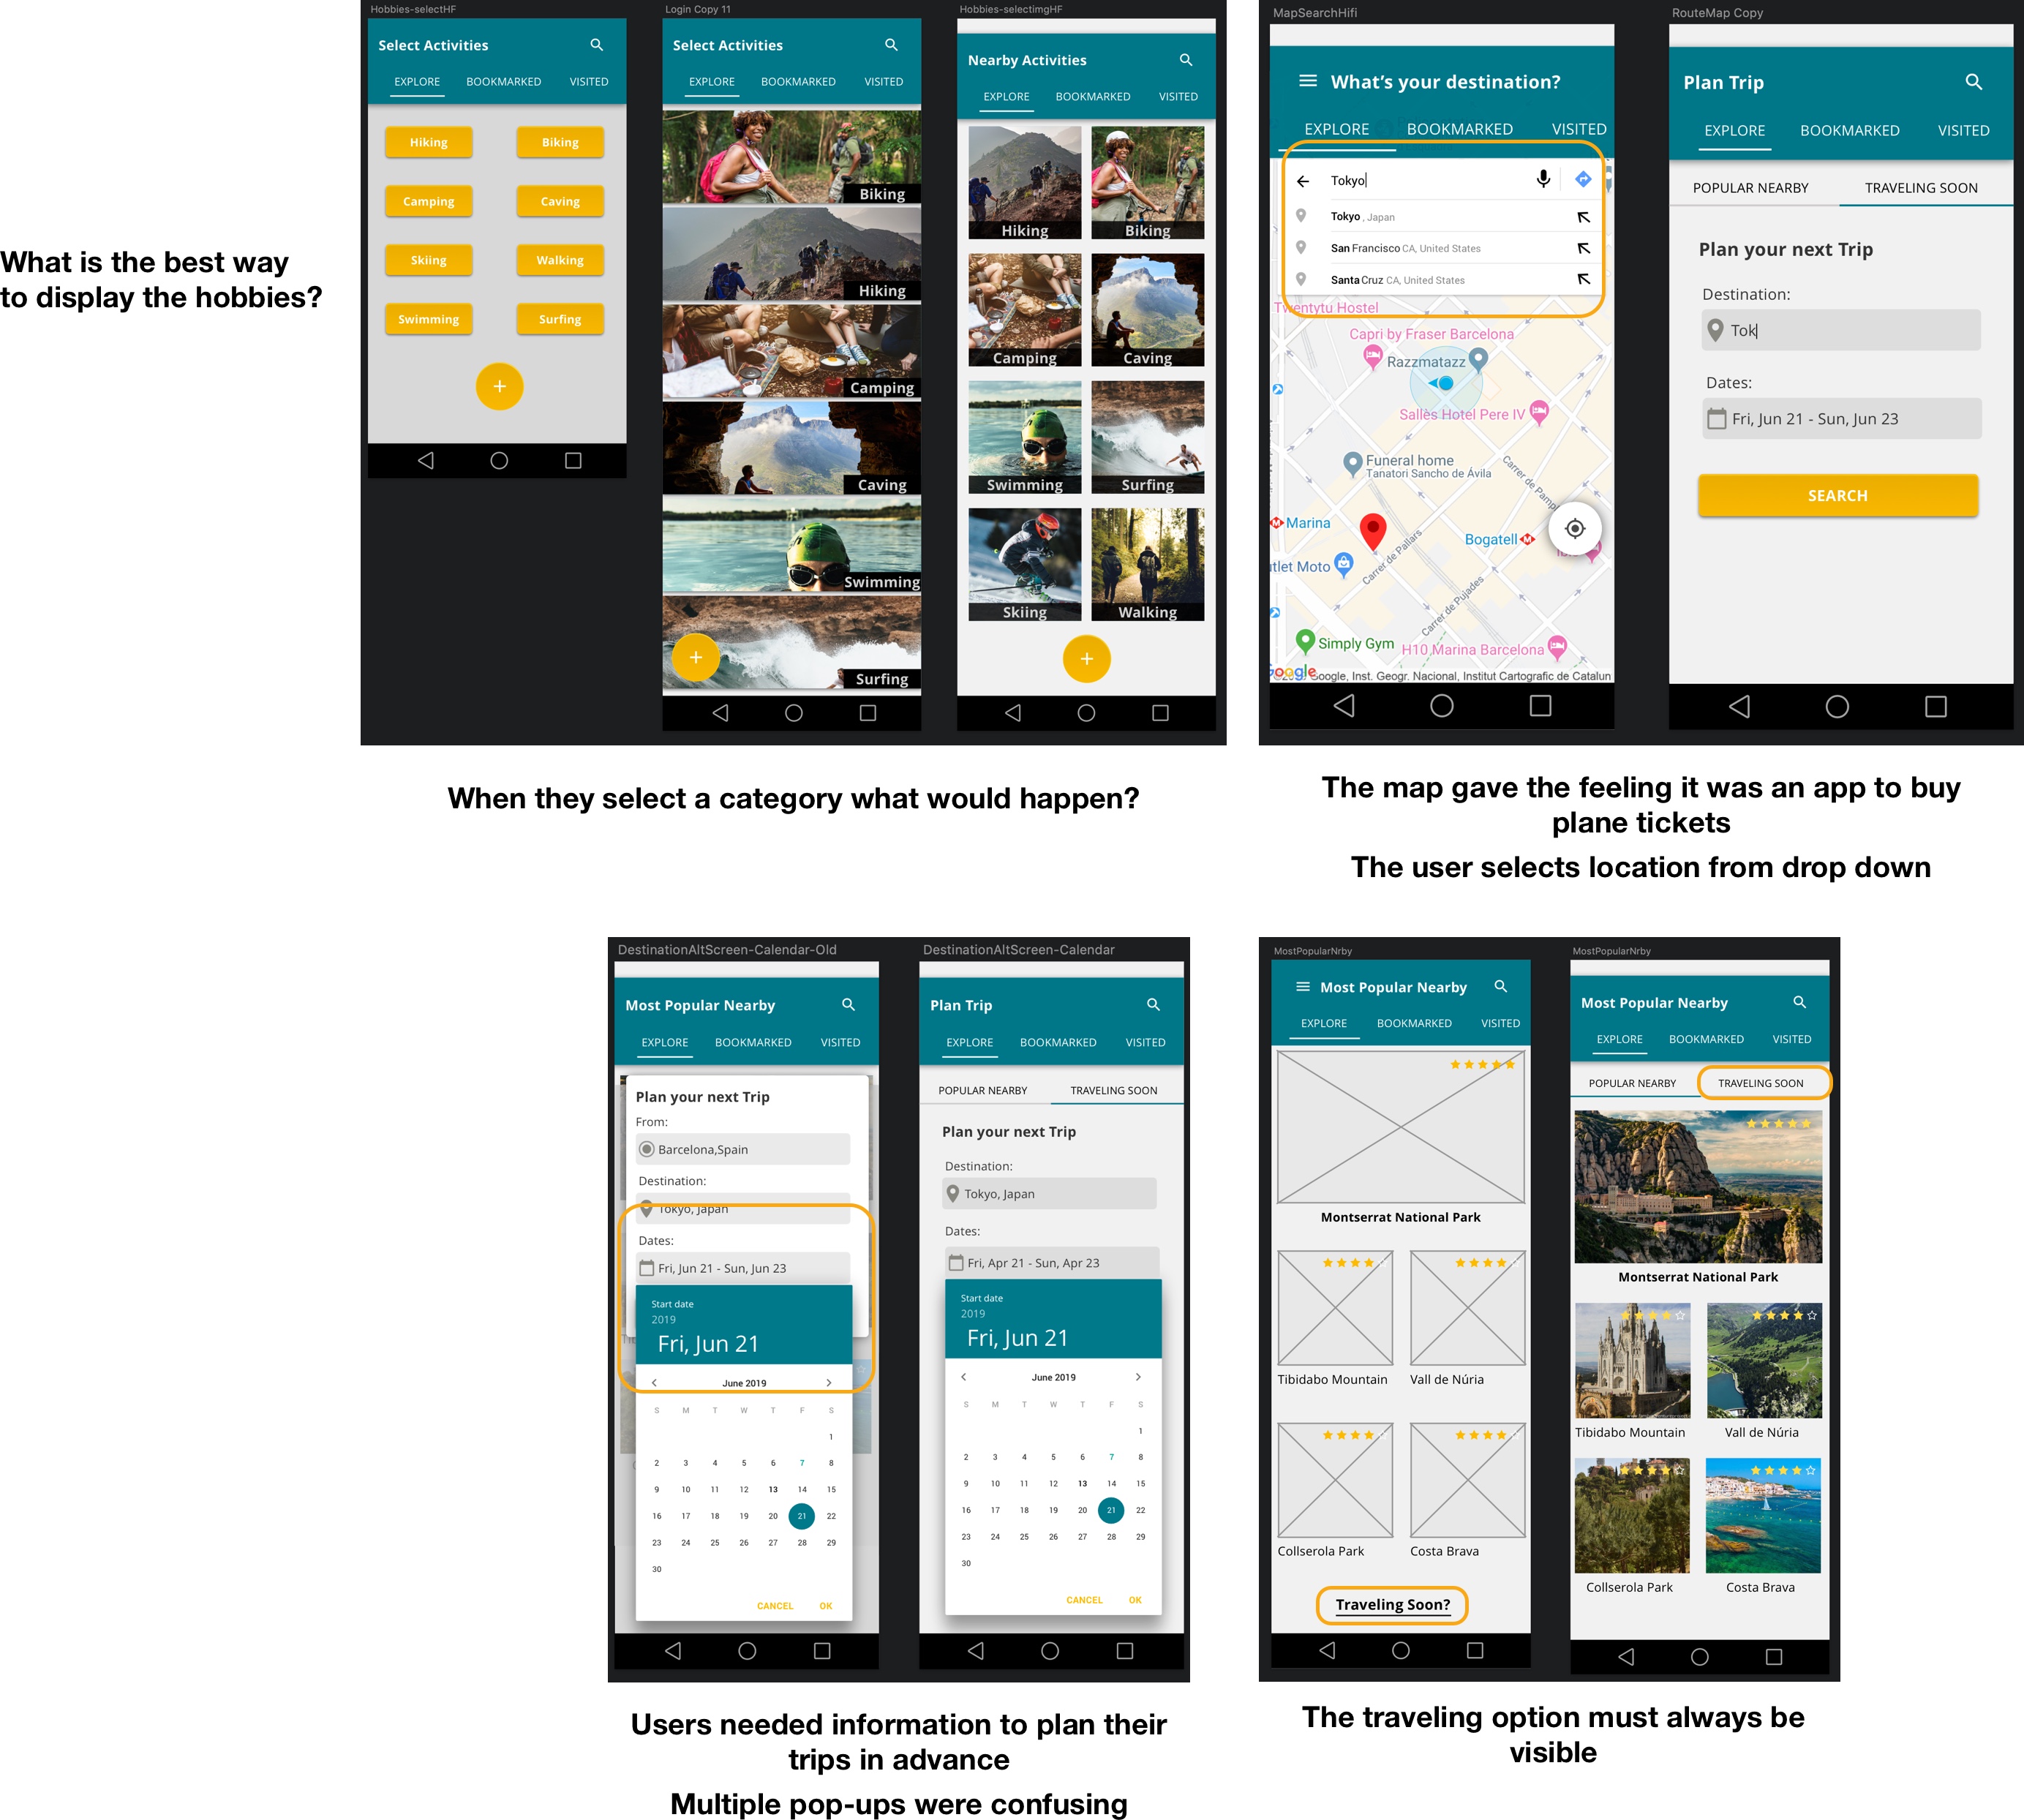 Hobbies-selectHF
Select Activities
EXPLORE BOOKMARKED VISITED
Hiking Biking
Camping Caving
Skiing Walking
Swimming Surfing
+
Login Copy 11
Select Activities
EXPLORE BOOKMARKED VISITED
Biking
Hiking
Camping
Caving
Swimming
+
Surfing
Hobbies-selectimgHF
Nearby Activities
EXPLORE BOOKMARKED VISITED
Hiking Biking
Camping Caving
Swimming Surfing
Skiing Walking
+
What is the best way
to display the hobbies?
When they select a category what would happen?
MapSearchHifi
What's your destination?
EXPLORE BOOKMARKED VISITED
Tokyo
Tokyo , Japan
San Francisco CA, United States
Santa Cruz CA, United States
Twentytu Hostel
Capri by Fraser Barcelona
Razzmatazz
Sallés Hotel Pere IV
Funeral home
Tanatori Sancho de Ávila
Carrer de Pamp
Marina
Bogatell
utlet Moto
Carrer de Pallars
Carrer de Pujades
Simply Gym
H10 Marina Barcelona
Google
Google, Inst. Geogr. Nacional, Institut Cartografic de Catalun
RouteMap Copy
Plan Trip
EXPLORE BOOKMARKED VISITED
POPULAR NEARBY TRAVELING SOON
Plan your next Trip
Destination:
Tok
Dates:
Fri, Jun 21 - Sun, Jun 23
SEARCH
The map gave the feeling it was an app to buy
plane tickets
The user selects location from drop down
DestinationAltScreen-Calendar-Old
Most Popular Nearby
EXPLORE BOOKMARKED VISITED
Plan your next Trip
From:
Barcelona,Spain
Destination:
Tokyo, Japan
Dates:
Fri, Jun 21 - Sun, Jun 23
Start date
2019
Fri, Jun 21
June 2019
S M T W T F S
1
2 3 4 5 6 7 8
9 10 11 12 13 14 15
16 17 18 19 20 21 22
23 24 25 26 27 28 29
30
CANCEL OK
DestinationAltScreen-Calendar
Plan Trip
EXPLORE BOOKMARKED VISITED
POPULAR NEARBY TRAVELING SOON
Plan your next Trip
Destination:
Tokyo, Japan
Dates:
Fri, Apr 21 - Sun, Apr 23
Start date
2019
Fri, Jun 21
June 2019
S M T W T F S
1
2 3 4 5 6 7 8
9 10 11 12 13 14 15
16 17 18 19 20 21 22
23 24 25 26 27 28 29
30
CANCEL OK
Users needed information to plan their
trips in advance
Multiple pop-ups were confusing
MostPopularNrby
Most Popular Nearby
EXPLORE BOOKMARKED VISITED
Montserrat National Park
Tibidabo Mountain Vall de Núria
Collserola Park Costa Brava
Traveling Soon?
MostPopularNrby
Most Popular Nearby
EXPLORE BOOKMARKED VISITED
POPULAR NEARBY TRAVELING SOON
Montserrat National Park
Tibidabo Mountain Vall de Núria
Collserola Park Costa Brava
The traveling option must always be
visible